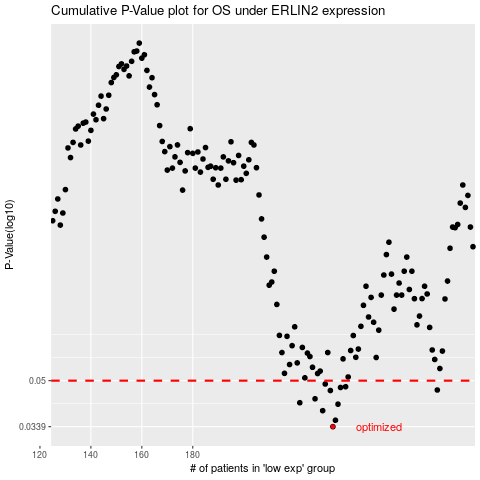 Cumulative P-Value plot for OS under ERLIN2 expression
P-Value(log10)
0.05
0.0339
optimized
120 140 160 180
# of patients in 'low exp' group